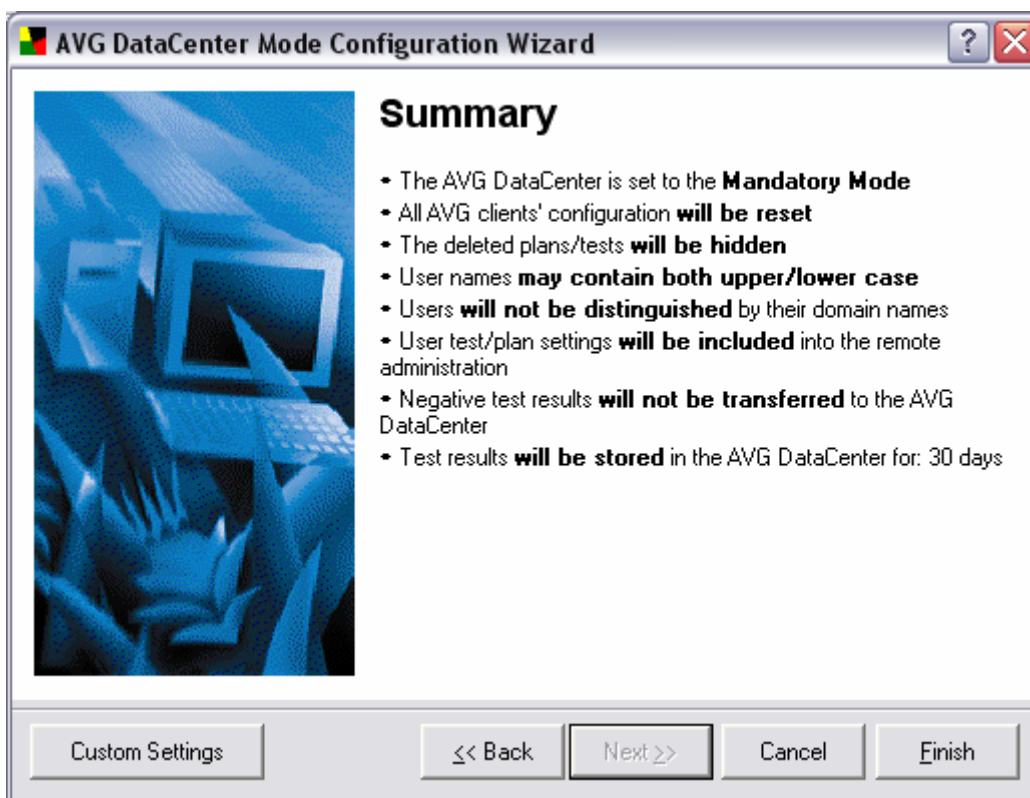 AVG DataCenter Mode Configuration Wizard
?
Summary
• The AVG DataCenter is set to the Mandatory Mode
• All AVG clients' configuration will be reset
• The deleted plans/tests will be hidden
• User names may contain both upper/lower case
• Users will not be distinguished by their domain names
• User test/plan settings will be included into the remote
administration
• Negative test results will not be transferred to the AVG
DataCenter
• Test results will be stored in the AVG DataCenter for: 30 days
Custom Settings
<< Back
Next >>
Cancel
Finish